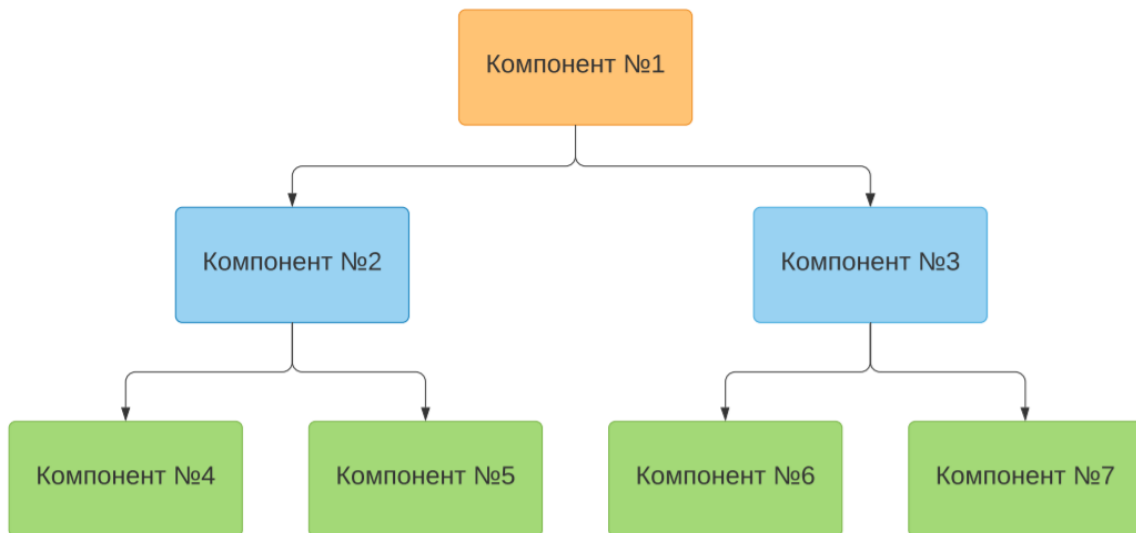 Компонент №1
Компонент №2
Компонент №3
Компонент №4
Компонент №5
Компонент №6
Компонент №7